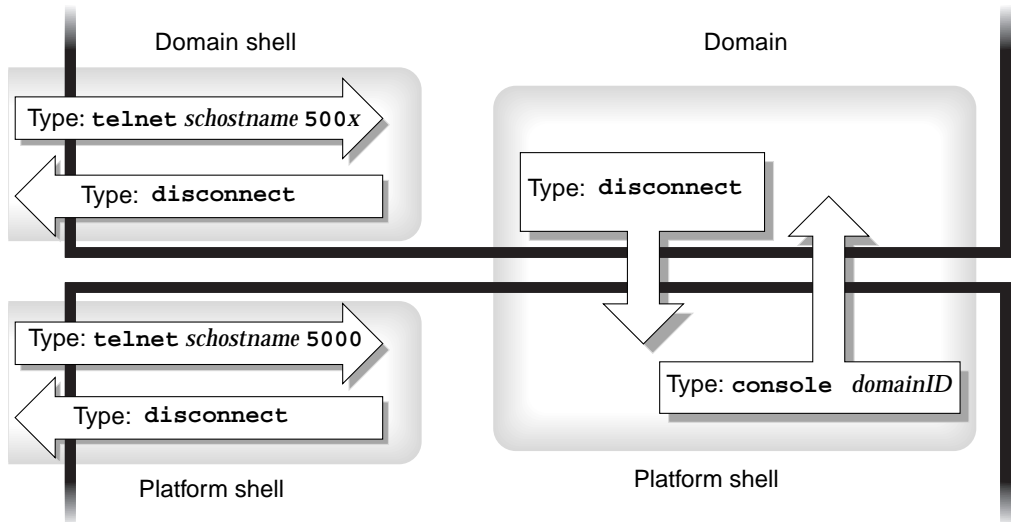 Domain shell
Domain
Type: telnet schostname 500x
Type: disconnect
Type: disconnect
Type: telnet schostname 5000
Type: console domainID
Type: disconnect
Platform shell
Platform shell